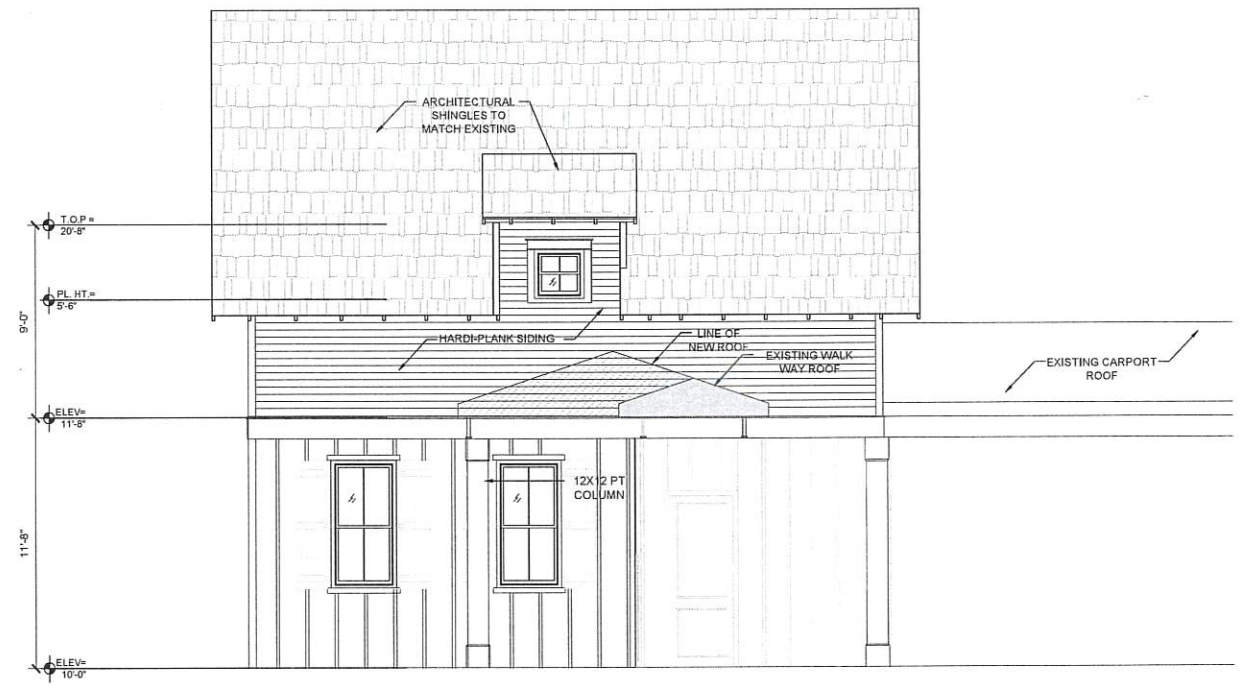 ARCHITECTURAL
SHINGLES TO
MATCH EXISTING
T.O.P =
20'-8"
PL. HT.=
5'-6"
9'-0"
HARDI-PLANK SIDING
LINE OF
NEW ROOF
EXISTING WALK
WAY ROOF
EXISTING CARPORT
ROOF
ELEV=
11'-8"
12X12 PT
COLUMN
11'-8"
ELEV=
10'-0"